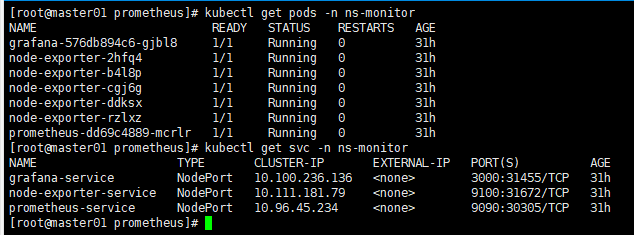 [root@master01 prometheus]# kubectl get pods -n ns-monitor
NAME READY STATUS RESTARTS AGE
grafana-576db894c6-gjbl8 1/1 Running 0 31h
node-exporter-2hfq4 1/1 Running 0 31h
node-exporter-b4l8p 1/1 Running 0 31h
node-exporter-cgj6g 1/1 Running 0 31h
node-exporter-ddksx 1/1 Running 0 31h
node-exporter-rzlxz 1/1 Running 0 31h
prometheus-dd69c4889-mcrlr 1/1 Running 0 31h
[root@master01 prometheus]# kubectl get svc -n ns-monitor
NAME TYPE CLUSTER-IP EXTERNAL-IP PORT(S) AGE
grafana-service NodePort 10.100.236.136 <none> 3000:31455/TCP 31h
node-exporter-service NodePort 10.111.181.79 <none> 9100:31672/TCP 31h
prometheus-service NodePort 10.96.45.234 <none> 9090:30305/TCP 31h
[root@master01 prometheus]#